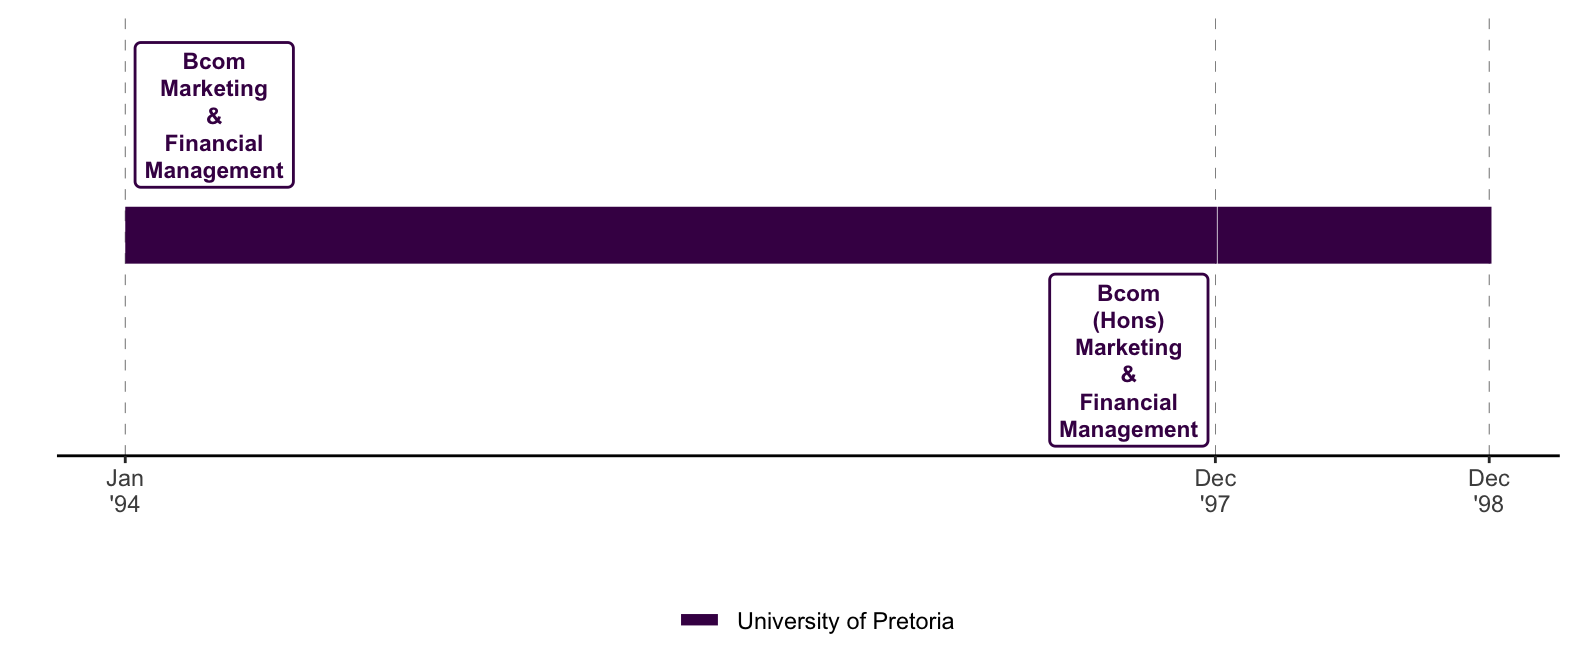 Bcom
Marketing
&
Financial
Management
Bcom
(Hons)
Marketing
&
Financial
Management
Jan
'94
Dec
'97
Dec
'98
University of Pretoria